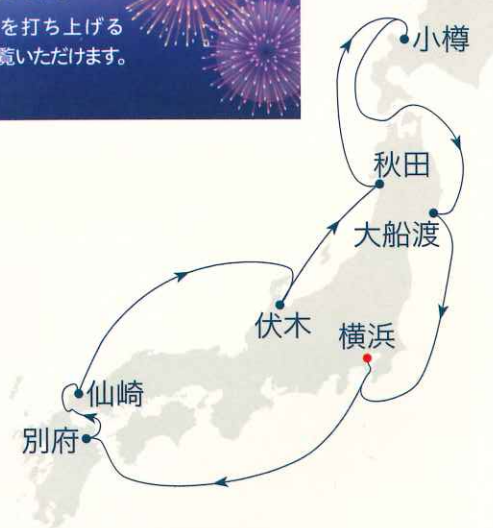 を打ち上げる
覧いただけます。
小樽
秋田
大船渡
伏木
横浜
仙崎
別府